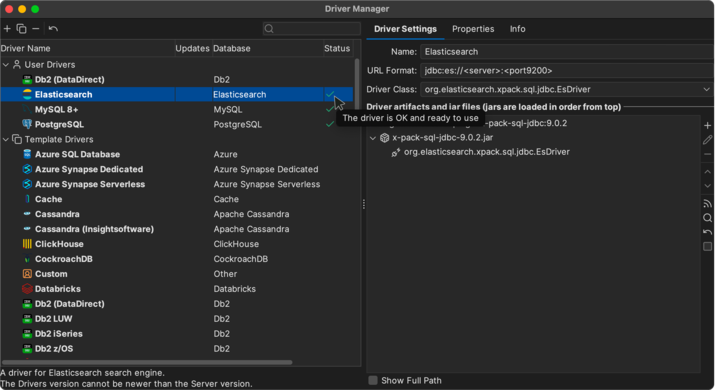 Driver Manager
Driver Name Updates Database Status
User Drivers
Db2 (DataDirect) Db2
Elasticsearch Elasticsearch
MySQL 8+ MySQL
PostgreSQL PostgreSQL
Template Drivers
Azure SQL Database Azure
Azure Synapse Dedicated Azure Synapse Dedicated
Azure Synapse Serverless Azure Synapse Serverless
Cache Cache
Cassandra Apache Cassandra
Cassandra (Insightsoftware) Apache Cassandra
ClickHouse ClickHouse
CockroachDB CockroachDB
Custom Other
Databricks Databricks
Db2 (DataDirect) Db2
Db2 LUW Db2
Db2 iSeries Db2
Db2 z/OS Db2
A driver for Elasticsearch search engine.
The Drivers version cannot be newer than the Server version.
Driver Settings Properties Info
Name: Elasticsearch
URL Format: jdbc:es://<server>:<port9200>
Driver Class: org.elasticsearch.xpack.sql.jdbc.EsDriver
Driver artifacts and jar files (jars are loaded in order from top)
The driver is OK and ready to use
x-pack-sql-jdbc:9.0.2
x-pack-sql-jdbc-9.0.2.jar
org.elasticsearch.xpack.sql.jdbc.EsDriver
Show Full Path